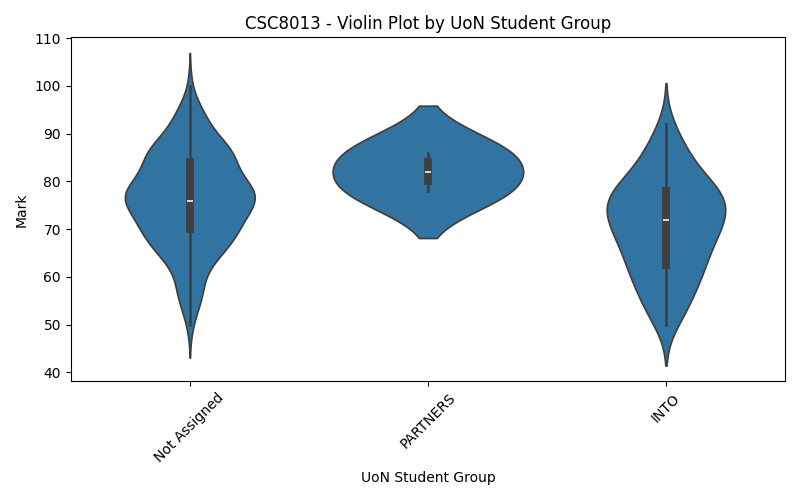 CSC8013 - Violin Plot by UoN Student Group
110
100
90
80
70
60
50
40
Mark
Not Assigned
PARTNERS
INTO
UoN Student Group